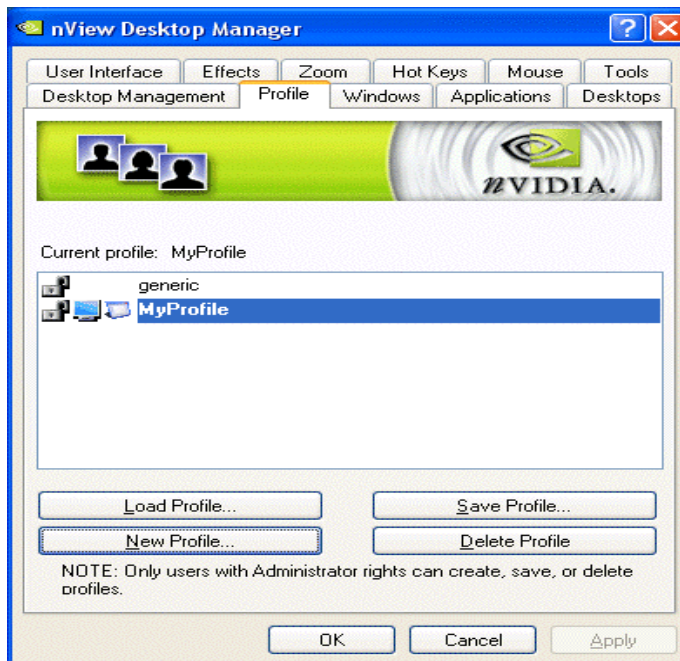 nView Desktop Manager
User Interface Effects Zoom Hot Keys Mouse Tools
Desktop Management Profile Windows Applications Desktops
nVIDIA.
Current profile: MyProfile
generic
MyProfile
Load Profile... Save Profile...
New Profile... Delete Profile
NOTE: Only users with Administrator rights can create, save, or delete
profiles.
OK Cancel Apply